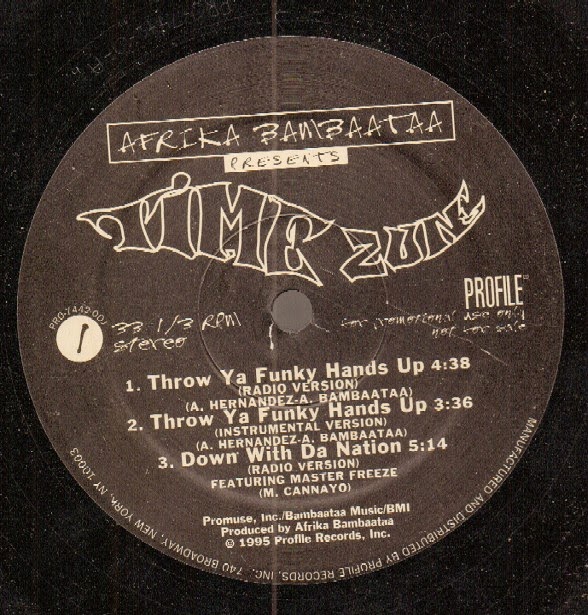 AFRIKA BAMBAATAA
PRESENTS
TIME ZONE
PRO-7442-001
1
33 1/3 RPM
stereo
PROFILE
not for sale
for promotional use only
1. Throw Ya Funky Hands Up 4:38
(RADIO VERSION)
(A. HERNANDEZ-A. BAMBAATAA)
2. Throw Ya Funky Hands Up 3:36
(INSTRUMENTAL VERSION)
(A. HERNANDEZ-A. BAMBAATAA)
3. Down With Da Nation 5:14
(RADIO VERSION)
FEATURING MASTER FREEZE
(M. CANNAYO)
Promuse, Inc./Bambaataa Music/BMI
Produced by Afrika Bambaataa
© 1995 Profile Records, Inc.
MANUFACTURED AND DISTRIBUTED BY PROFILE RECORDS, INC. 740 BROADWAY, NEW YORK, NY 10003